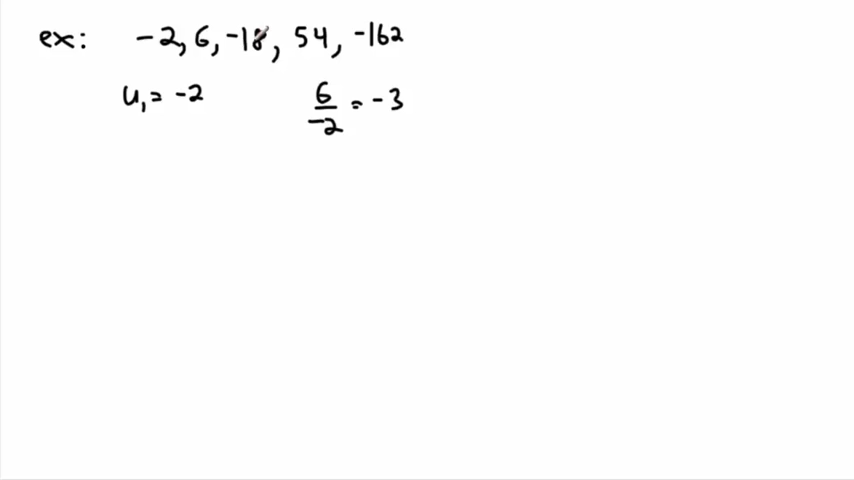 ex: -2, 6, -18, 54, -162
u₁= -2 6/-2 = -3